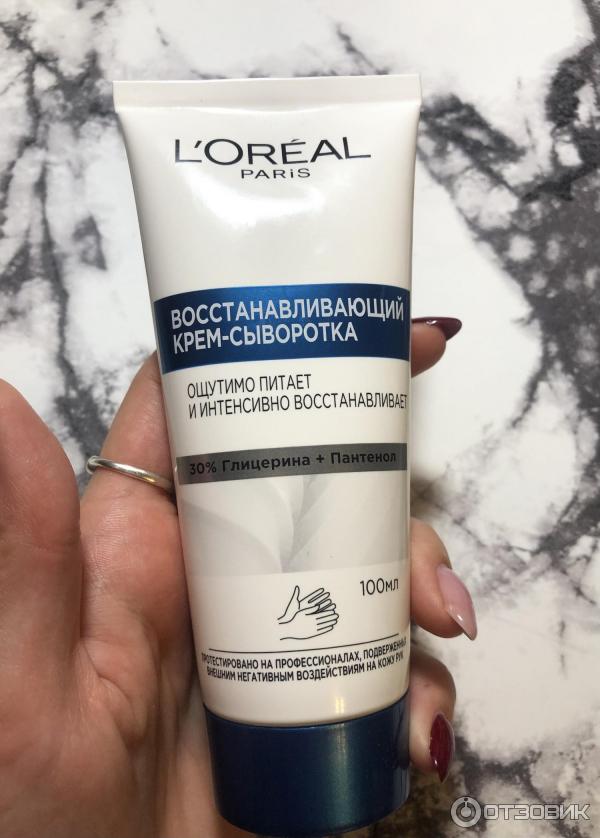 L'ORÉAL
PARIS
ВОССТАНАВЛИВАЮЩИЙ
КРЕМ-СЫВОРОТКА
ОЩУТИМО ПИТАЕТ
И ИНТЕНСИВНО ВОССТАНАВЛИВАЕТ
30% Глицерина + Пантенол
100мл
ПРОТЕСТИРОВАНО НА ПРОФЕССИОНАЛАХ, ПОДВЕРЖЕННЫХ
ВНЕШНИМ НЕГАТИВНЫМ ВОЗДЕЙСТВИЯМ НА КОЖУ РУК
ОТЗОВИК